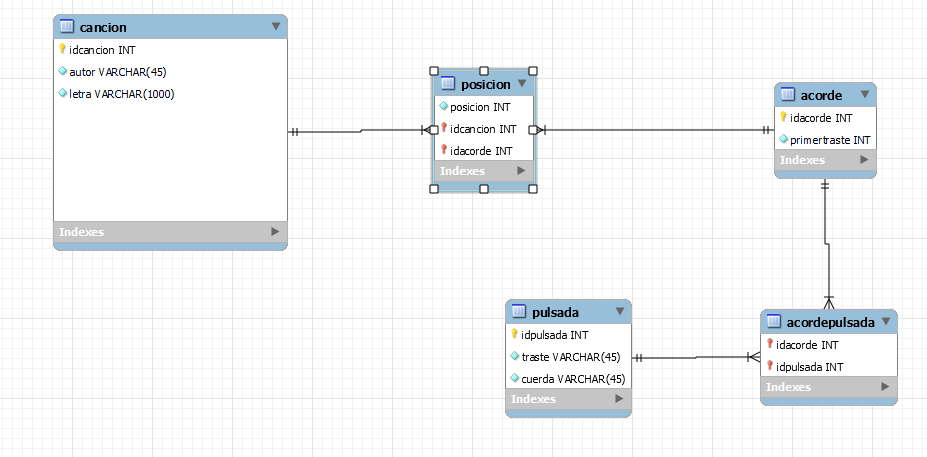 cancion
idcancion INT
autor VARCHAR(45)
letra VARCHAR(1000)
Indexes
posicion
posicion INT
idcancion INT
idacorde INT
Indexes
acorde
idacorde INT
primertraste INT
Indexes
pulsada
idpulsada INT
traste VARCHAR(45)
cuerda VARCHAR(45)
Indexes
acordepulsada
idacorde INT
idpulsada INT
Indexes